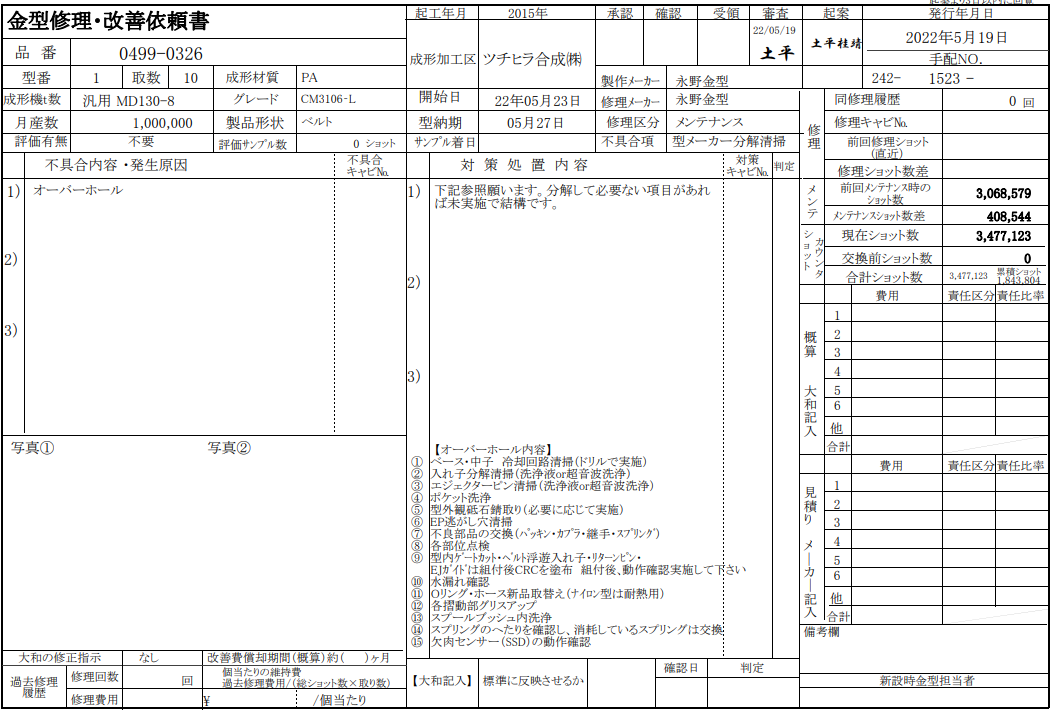 金型修理・改善依頼書
起工年月 2015年 承認 確認 受領 審査 起案 発行年月日
22/05/19
土平
土平桂靖
2022年5月19日
品番 0499-0326
成形加工区 ツチヒラ合成㈱
手配NO.
型番 1 取数 10 成形材質 PA
製作メーカー 永野金型
242- 1523 -
成形機t数 汎用 MD130-8 グレード CM3106-L
開始日 22年05月23日 修理メーカー 永野金型
同修理履歴 0 回
月産数 1,000,000 製品形状 ベルト
型納期 05月27日 修理区分 メンテナンス
修理キャビ№
評価有無 不要 評価サンプル数 0 ショット
サンプル着日 不具合項 型メーカー分解清掃
修理
前回修理ショット
(直近)
修理ショット数差
不具合内容・発生原因 不具合
キャビ№
対策処置内容 対策
キャビ№ 判定
1) オーバーホール
2)
3)
1) 下記参照願います。分解して必要ない項目があれ
ば未実施で結構です。
2)
3)
メンテ
前回メンテナンス時の
ショット数 3,068,579
メンテナンスショット数差 408,544
ショット
カウンタ
現在ショット数 3,477,123
交換前ショット数 0
合計ショット数 3,477,123 累積ショット
1,843,804
費用 責任区分 責任比率
概算 大和記入
1
2
3
4
5
6
他
合計
費用 責任区分 責任比率
見積り メーカー記入
1
2
3
4
5
6
他
合計
備考欄
新設時金型担当者
写真① 写真②
【オーバーホール内容】
① ベース・中子 冷却回路清掃(ドリルで実施)
② 入れ子分解清掃(洗浄液or超音波洗浄)
③ エジェクターピン清掃(洗浄液or超音波洗浄)
④ ポケット洗浄
⑤ 型外観砥石錆取り(必要に応じて実施)
⑥ EP逃がし穴清掃
⑦ 不良部品の交換(パッキン・カプラ・継手・スプリング)
⑧ 各部位点検
⑨ 型内ゲートカット・ベルト浮遊入れ子・リターンピン・
EJガイドは組付後CRCを塗布 組付後、動作確認実施して下さい
⑩ 水漏れ確認
⑪ Oリング・ホース新品取替え(ナイロン型は耐熱用)
⑫ 各摺動部グリスアップ
⑬ スプールブッシュ内洗浄
⑭ スプリングのへたりを確認し、消耗しているスプリングは交換
⑮ 欠肉センサー(SSD)の動作確認
大和の修正指示 なし 改善費償却期間(概算)約( )ヶ月
過去修理
履歴
修理回数 回
個当たりの維持費
過去修理費用/(総ショット数×取り数)
修理費用 ¥ /個当たり
【大和記入】 標準に反映させるか
確認日 判定